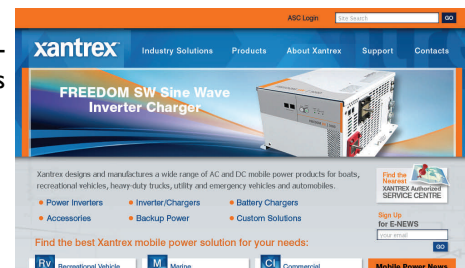 ASC Login Site Search GO
xantrex Industry Solutions Products About Xantrex Support Contacts
s
FREEDOM SW Sine Wave
Inverter Charger
Xantrex designs and manufactures a wide range of AC and DC mobile power products for boats,
recreational vehicles, heavy-duty trucks, utility and emergency vehicles and automobiles.
• Power Inverters • Inverter/Chargers • Battery Chargers
• Accessories • Backup Power • Custom Solutions
Find the
Nearest
XANTREX Authorized
SERVICE CENTRE
Sign Up
for E-NEWS
your email
GO
Find the best Xantrex mobile power solution for your needs:
Rv Recreational Vehicle M Marine CI Commercial
Mobile Power News